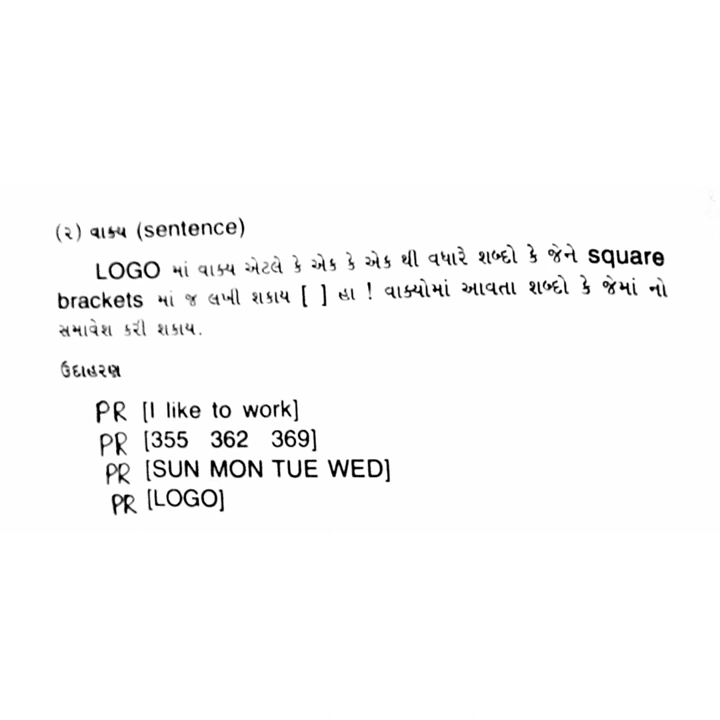 (૨) વાક્ય (sentence)
LOGO માં વાક્ય એટલે કે એક કે એક થી વધારે શબ્દો કે જેને square
brackets માં જ લખી શકાય [ ] હા ! વાક્યોમાં આવતા શબ્દો કે જેમાં નો
સમાવેશ કરી શકાય.
ઉદાહરણ
PR [I like to work]
PR [355 362 369]
PR [SUN MON TUE WED]
PR [LOGO]